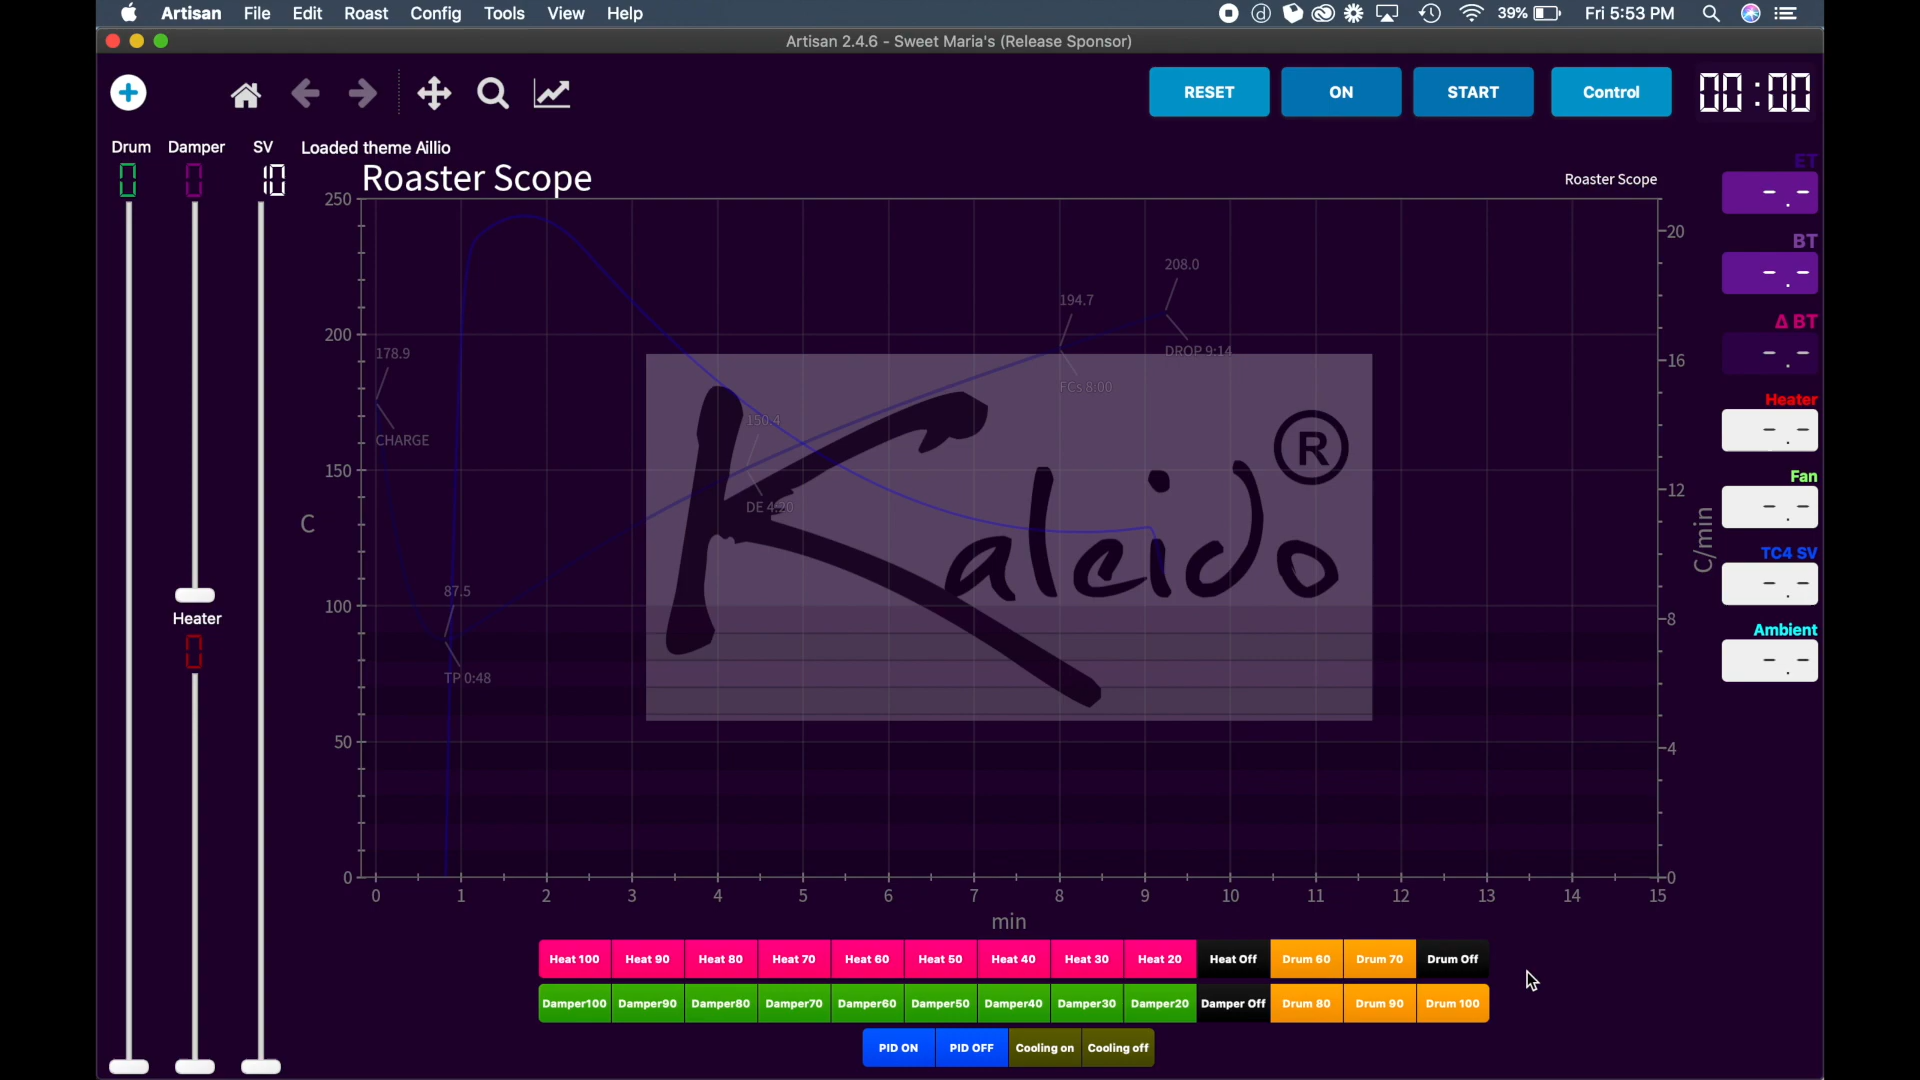 Artisan File Edit Roast Config Tools View Help 39% Fri 5:53 PM
Artisan 2.4.6 - Sweet Maria's (Release Sponsor)
RESET ON START Control 00:00
Drum Damper SV Loaded theme Aillio
0 0 10 Roaster Scope Roaster Scope
ET
-.-
BT
-.-
Δ BT
-.-
Heater
-.-
Fan
-.-
TC4 SV
-.-
Ambient
-.-
Heater
0
250
200
150
100
50
0
C
20
16
12
8
4
0
C/min
178.9
CHARGE
87.5
TP 0:48
150.4
DE 4:20
194.7
FCs 8:00
208.0
DROP 9:14
Kaleido ®
0 1 2 3 4 5 6 7 8 9 10 11 12 13 14 15
min
Heat 100 Heat 90 Heat 80 Heat 70 Heat 60 Heat 50 Heat 40 Heat 30 Heat 20 Heat Off Drum 60 Drum 70 Drum Off
Damper100 Damper90 Damper80 Damper70 Damper60 Damper50 Damper40 Damper30 Damper20 Damper Off Drum 80 Drum 90 Drum 100
PID ON PID OFF Cooling on Cooling off